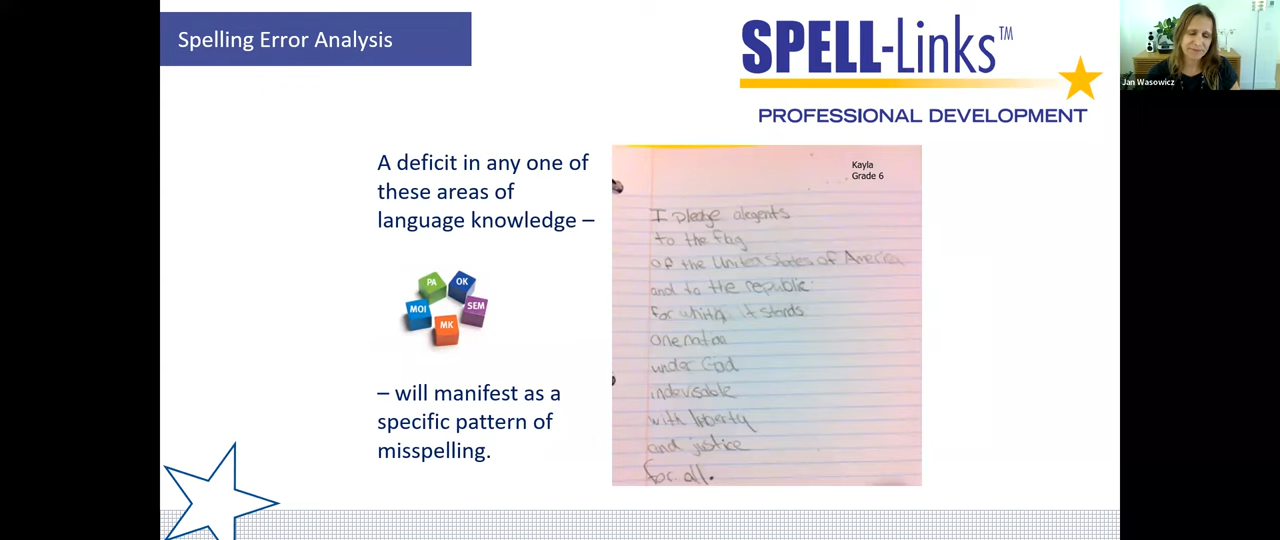 Spelling Error Analysis
SPELL-Links™
PROFESSIONAL DEVELOPMENT
Jan Wasowicz
A deficit in any one of
these areas of
language knowledge –
PA
OK
MOI
SEM
MK
– will manifest as a
specific pattern of
misspelling.
Kayla
Grade 6
I pledge alegents
to the flag
of the United States of America
and to the republic
for it stands
one
under God
indevisable
with liberty
and justice
for all.